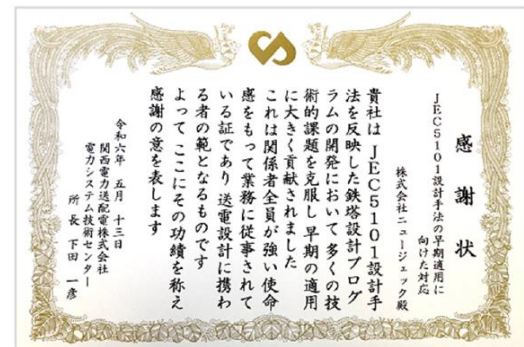 感謝状
JEC5101設計手法の早期適用に
向けた対応
株式会社ニュージェック殿
貴社は JEC5101設計手
法を反映した鉄塔設計プログ
ラムの開発において多くの技
術的課題を克服し 早期の適用
に大きく貢献されました
これは関係者全員が強い使命
感をもって業務に従事されて
いる証であり 送電設計に携わ
る者の範となるものです
よって ここにその功績を称え
感謝の意を表します
令和六年 五月 十三日
関西電力送配電株式会社
電力システム技術センター
所長 下田 一彦